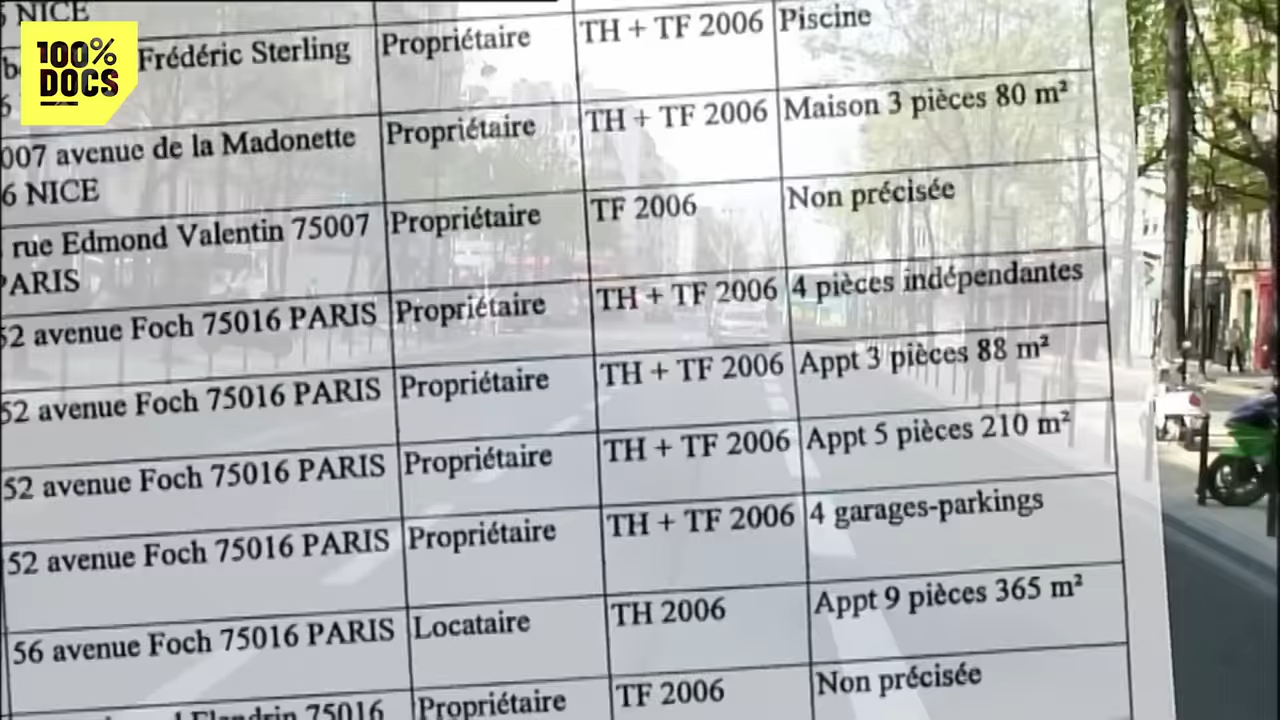 6 NICE
100%
DOCS
Frédéric Sterling
Propriétaire
TH + TF 2006
Piscine
6
007 avenue de la Madonette
6 NICE
Propriétaire
TH + TF 2006
Maison 3 pièces 80 m²
rue Edmond Valentin 75007
PARIS
Propriétaire
TF 2006
Non précisée
52 avenue Foch 75016 PARIS
Propriétaire
TH + TF 2006
4 pièces indépendantes
52 avenue Foch 75016 PARIS
Propriétaire
TH + TF 2006
Appt 3 pièces 88 m²
52 avenue Foch 75016 PARIS
Propriétaire
TH + TF 2006
Appt 5 pièces 210 m²
52 avenue Foch 75016 PARIS
Propriétaire
TH + TF 2006
4 garages-parkings
56 avenue Foch 75016 PARIS
Locataire
TH 2006
Appt 9 pièces 365 m²
Flandrin 75016
Propriétaire
TF 2006
Non précisée